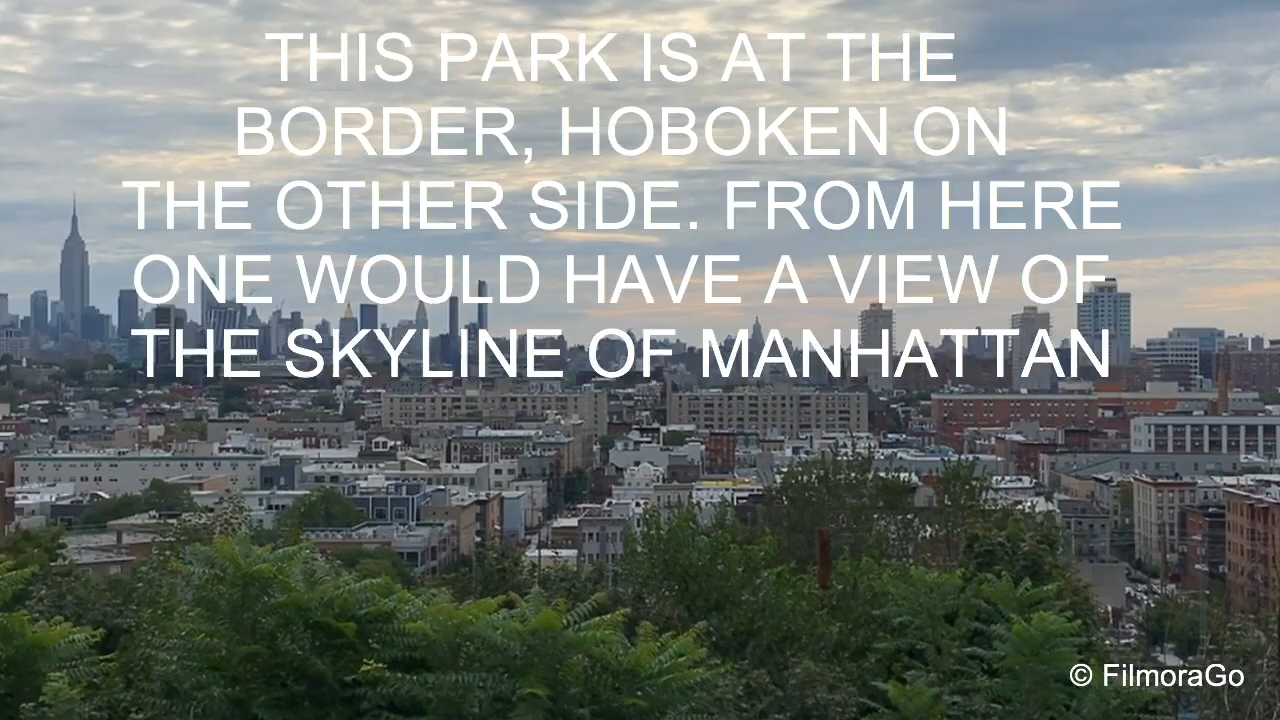 THIS PARK IS AT THE
BORDER, HOBOKEN ON
THE OTHER SIDE. FROM HERE
ONE WOULD HAVE A VIEW OF
THE SKYLINE OF MANHATTAN
© FilmoraGo